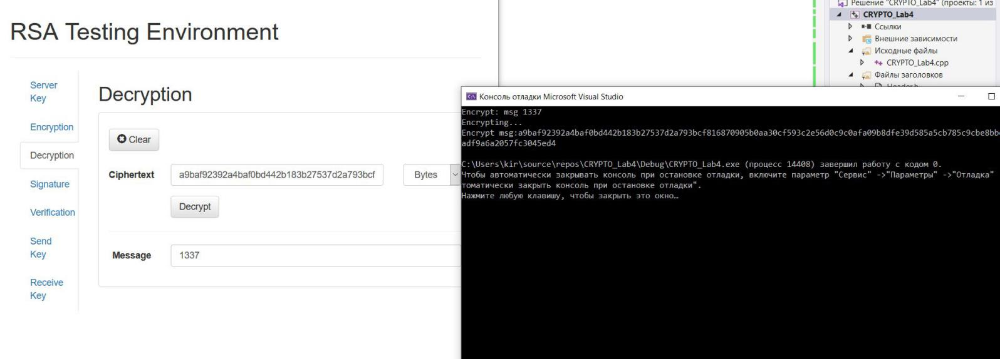 RSA Testing Environment
Server
Key
Encryption
Decryption
Signature
Verification
Send
Key
Receive
Key
Decryption
Clear
Ciphertext
a9baf92392a4baf0bd442b183b27537d2a793bcf
Bytes
Decrypt
Message
1337
Решение "CRYPTO_Lab4" (проекты: 1 из
CRYPTO_Lab4
Ссылки
Внешние зависимости
Исходные файлы
CRYPTO_Lab4.cpp
Файлы заголовков
Header.h
Консоль отладки Microsoft Visual Studio
Encrypt: msg 1337
Encrypting...
Encrypt msg:a9baf92392a4baf0bd442b183b27537d2a793bcf816870905b0aa30cf593c2e56d0c9c0afa09b8dfe39d585a5cb785c9cbe8bb
adf9a6a2057fc3045ed4
C:\Users\kir\source\repos\CRYPTO_Lab4\Debug\CRYPTO_Lab4.exe (процесс 14408) завершил работу с кодом 0.
Чтобы автоматически закрывать консоль при остановке отладки, включите параметр "Сервис" ->"Параметры" ->"Отладка"
томатически закрыть консоль при остановке отладки".
Нажмите любую клавишу, чтобы закрыть это окно…